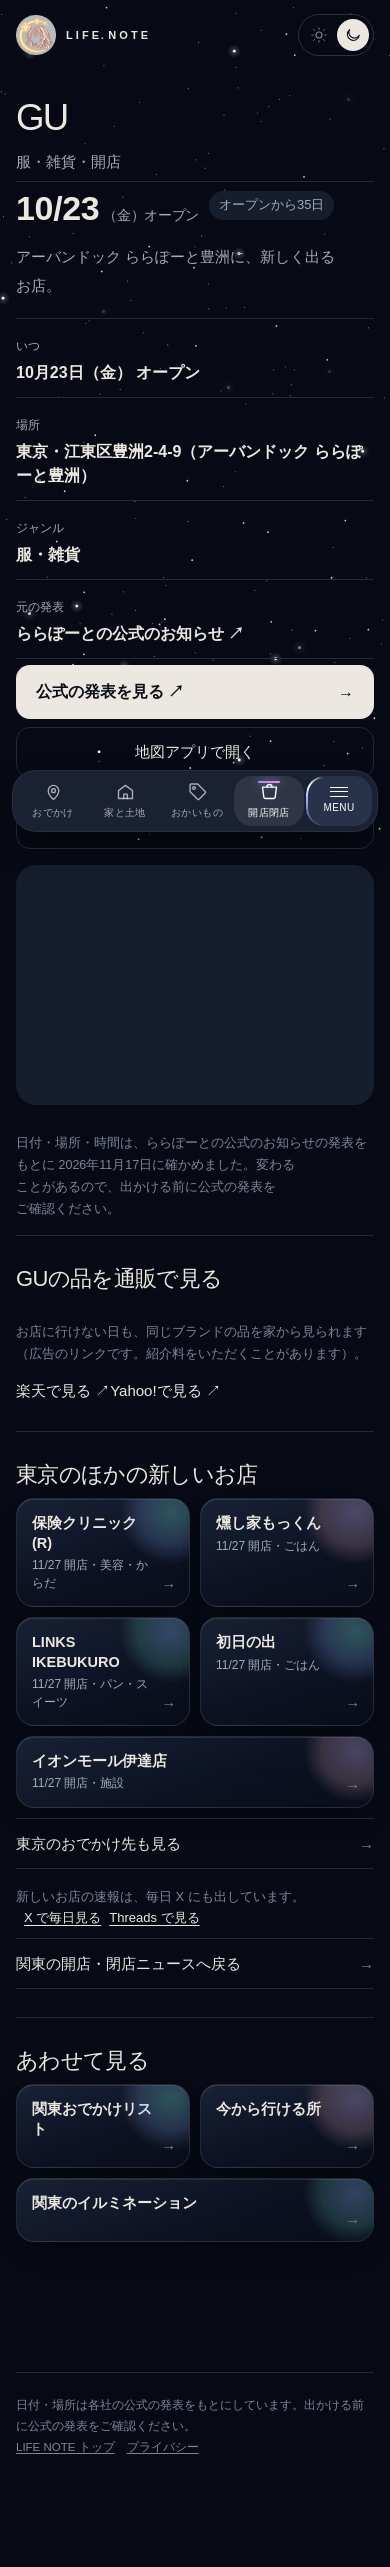 LIFE.NOTE
GU
服・雑貨・開店
10/23（金）オープン オープンから35日
アーバンドック ららぽーと豊洲に、新しく出る
お店。
いつ
10月23日（金） オープン
場所
東京・江東区豊洲2-4-9（アーバンドック ららぽ
ーと豊洲）
ジャンル
服・雑貨
元の発表
ららぽーとの公式のお知らせ ↗
公式の発表を見る ↗ →
地図アプリで開く
おでかけ 家と土地 おかいもの 開店閉店 MENU
日付・場所・時間は、ららぽーとの公式のお知らせの発表を
もとに 2026年11月17日に確かめました。変わる
ことがあるので、出かける前に公式の発表を
ご確認ください。
GUの品を通販で見る
お店に行けない日も、同じブランドの品を家から見られます
（広告のリンクです。紹介料をいただくことがあります）。
楽天で見る ↗Yahoo!で見る ↗
東京のほかの新しいお店
保険クリニック
(R)
11/27 開店・美容・か
らだ →
燻し家もっくん
11/27 開店・ごはん
→
LINKS
IKEBUKURO
11/27 開店・パン・ス
イーツ →
初日の出
11/27 開店・ごはん
→
イオンモール伊達店
11/27 開店・施設 →
東京のおでかけ先も見る →
新しいお店の速報は、毎日 X にも出しています。
X で毎日見る Threads で見る
関東の開店・閉店ニュースへ戻る →
あわせて見る
関東おでかけリス
ト →
今から行ける所
→
関東のイルミネーション
→
日付・場所は各社の公式の発表をもとにしています。出かける前
に公式の発表をご確認ください。
LIFE NOTE トップ プライバシー